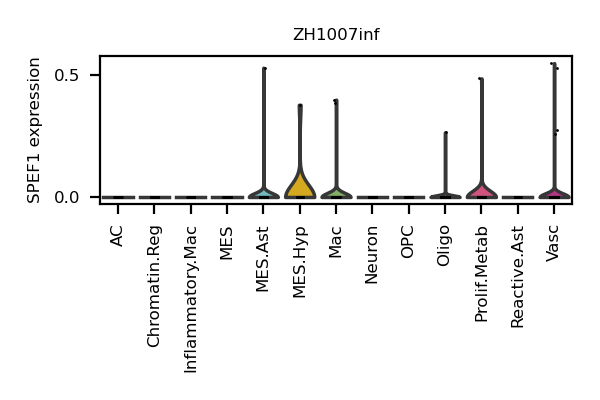 ZH1007inf
SPEF1 expression
0.5
0.0
AC
Chromatin.Reg
Inflammatory.Mac
MES
MES.Ast
MES.Hyp
Mac
Neuron
OPC
Oligo
Prolif.Metab
Reactive.Ast
Vasc